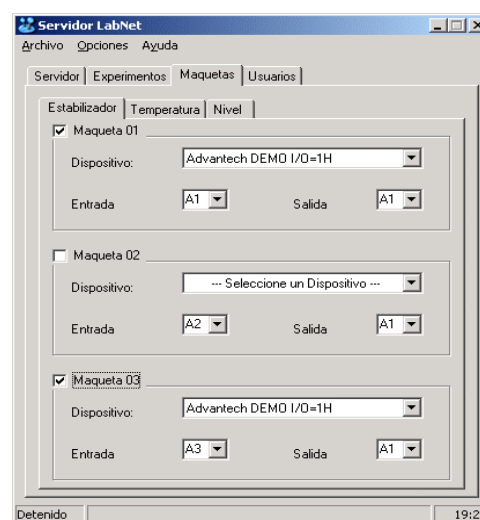 Servidor LabNet
Archivo Opciones Ayuda
Servidor Experimentos Maquetas Usuarios
Estabilizador Temperatura Nivel
Maqueta 01
Dispositivo: Advantech DEMO I/O=1H
Entrada A1 Salida A1
Maqueta 02
Dispositivo: --- Seleccione un Dispositivo ---
Entrada A2 Salida A1
Maqueta 03
Dispositivo: Advantech DEMO I/O=1H
Entrada A3 Salida A1
Detenido 19:2